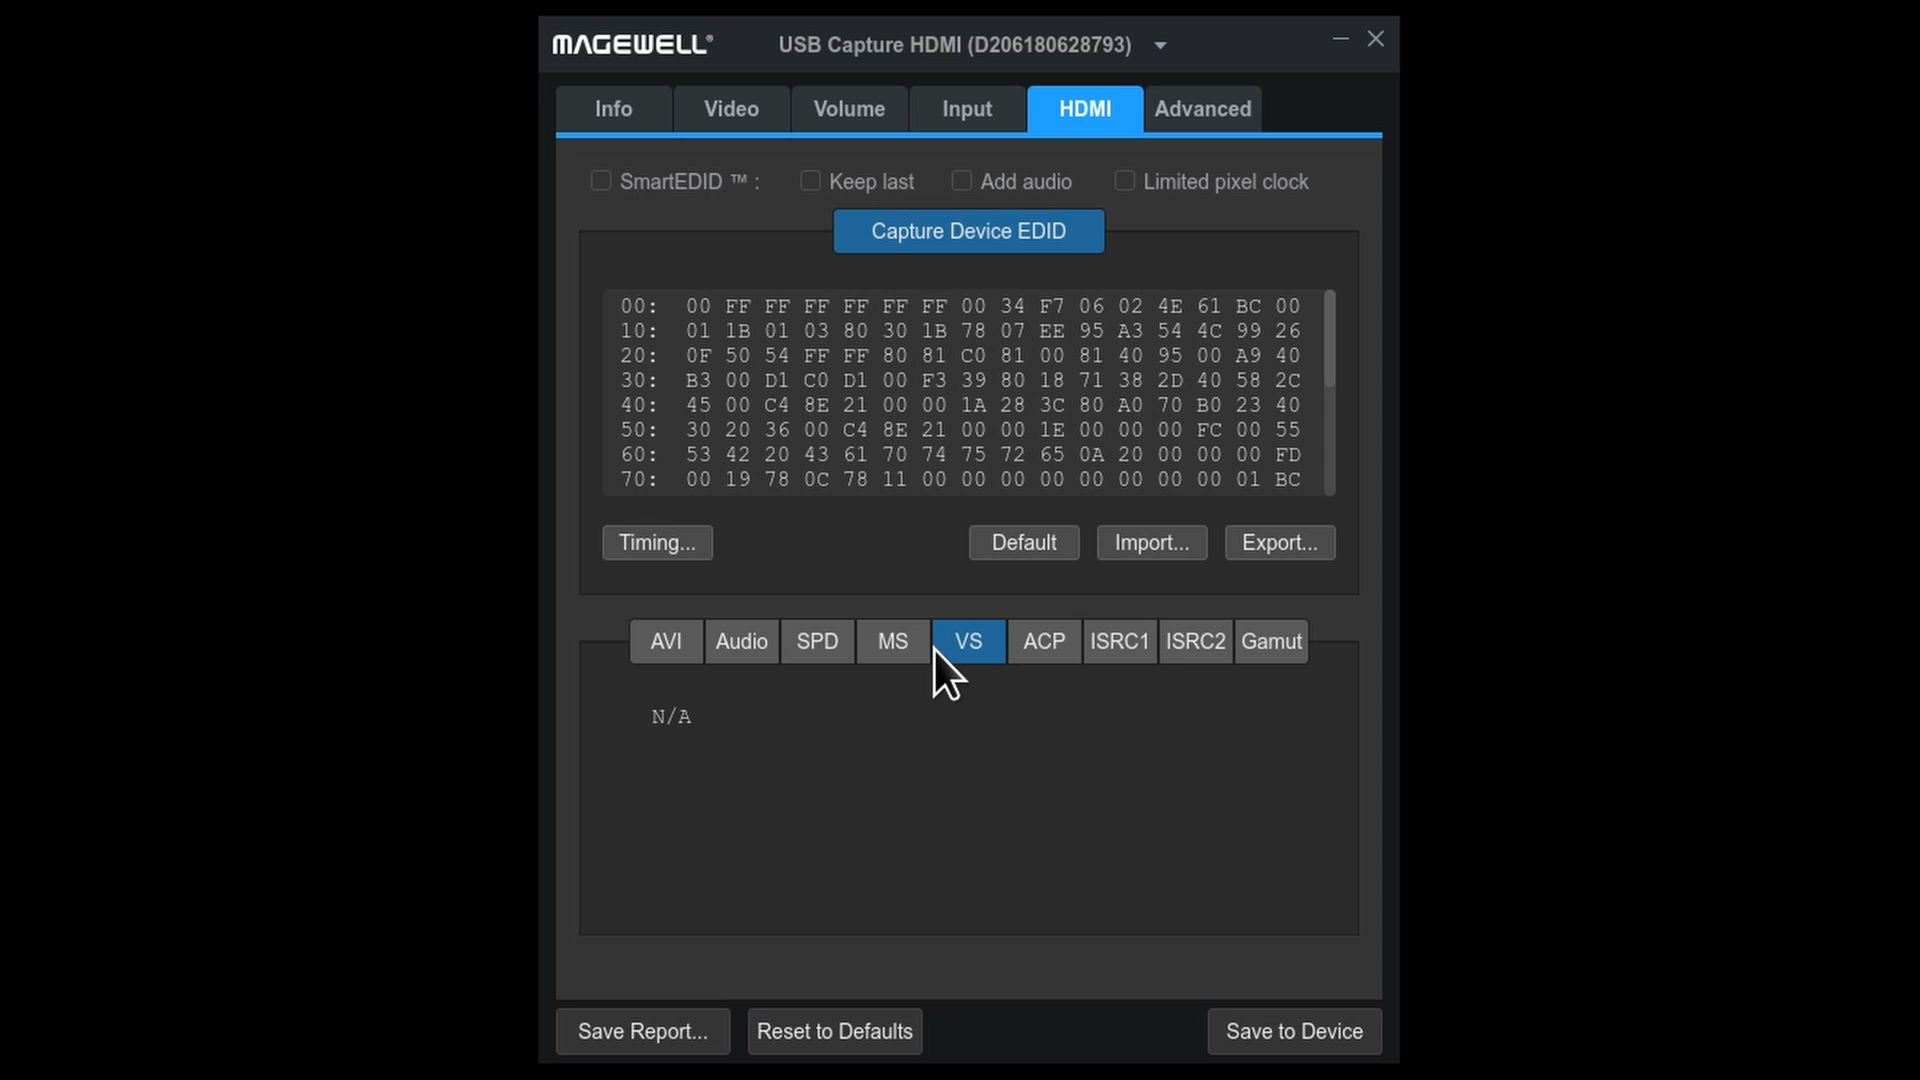 MAGEWELL® USB Capture HDMI (D206180628793)
Info Video Volume Input HDMI Advanced
SmartEDID ™ : Keep last Add audio Limited pixel clock
Capture Device EDID
00: 00 FF FF FF FF FF FF 00 34 F7 06 02 4E 61 BC 00
10: 01 1B 01 03 80 30 1B 78 07 EE 95 A3 54 4C 99 26
20: 0F 50 54 FF FF 80 81 C0 81 00 81 40 95 00 A9 40
30: B3 00 D1 C0 D1 00 F3 39 80 18 71 38 2D 40 58 2C
40: 45 00 C4 8E 21 00 00 1A 28 3C 80 A0 70 B0 23 40
50: 30 20 36 00 C4 8E 21 00 00 1E 00 00 00 FC 00 55
60: 53 42 20 43 61 70 74 75 72 65 0A 20 00 00 00 FD
70: 00 19 78 0C 78 11 00 00 00 00 00 00 00 00 01 BC
Timing... Default Import... Export...
AVI Audio SPD MS VS ACP ISRC1 ISRC2 Gamut
N/A
Save Report... Reset to Defaults Save to Device